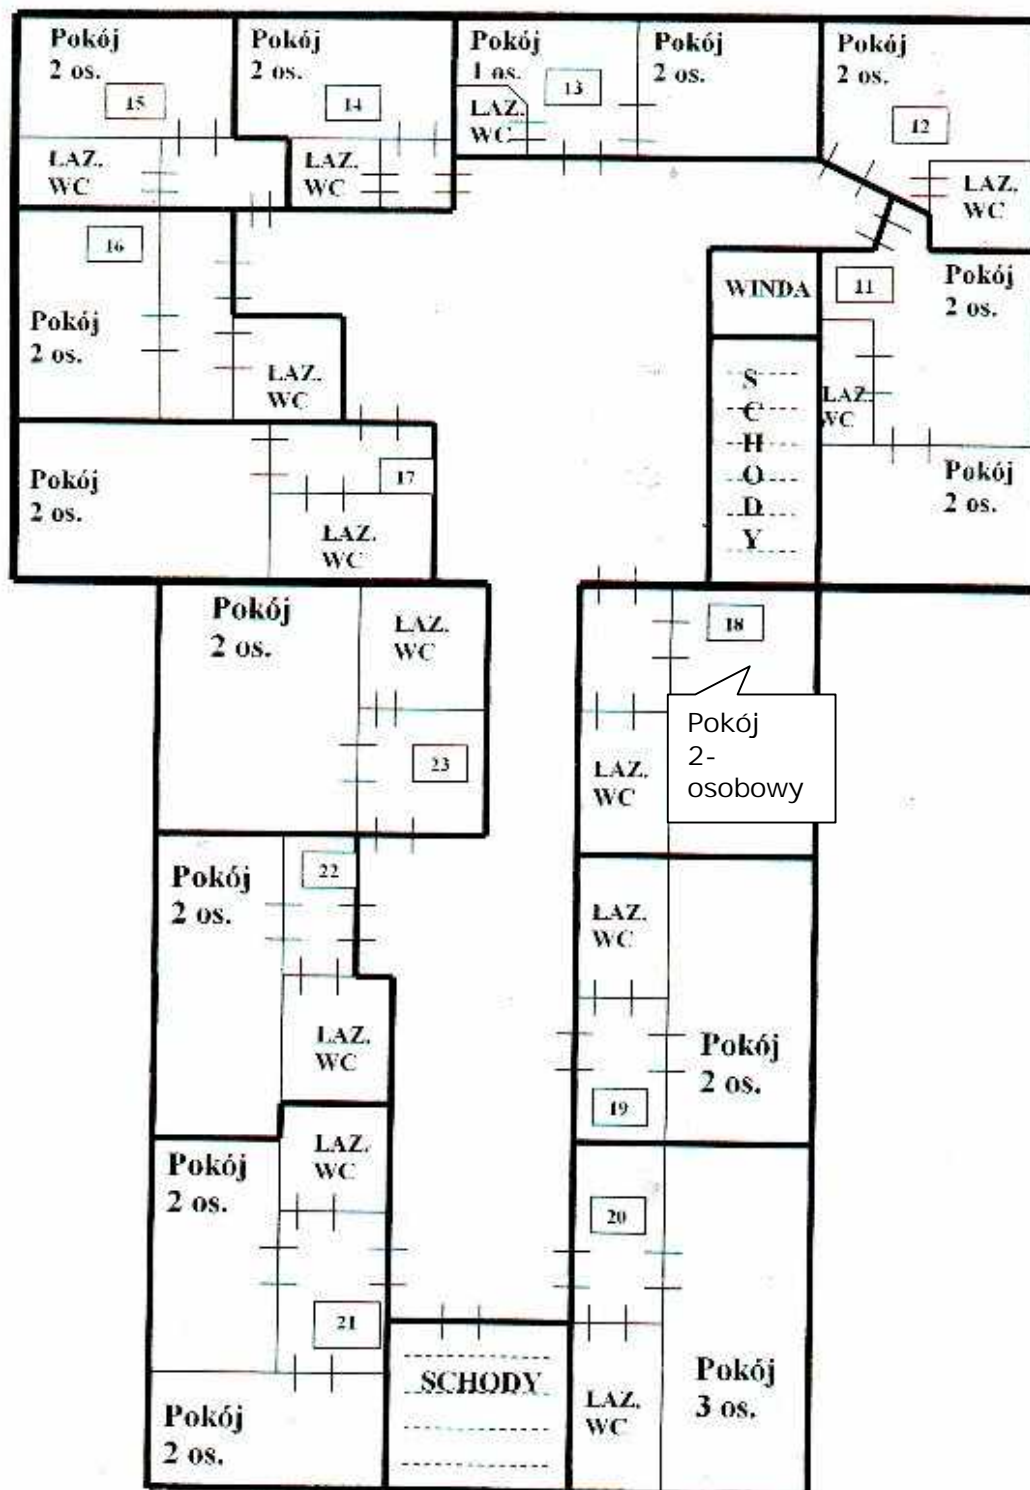 Pokój
2 os.
15
ŁAZ.
WC
Pokój
2 os.
14
ŁAZ.
WC
Pokój
1 os.
13
ŁAZ.
WC
Pokój
2 os.
Pokój
2 os.
12
ŁAZ.
WC
16
Pokój
2 os.
ŁAZ.
WC
WINDA
11
Pokój
2 os.
ŁAZ.
WC
Pokój
2 os.
S
C
H
O
D
Y
Pokój
2 os.
17
ŁAZ.
WC
Pokój
2 os.
ŁAZ.
WC
23
18
Pokój
2-
osobowy
ŁAZ.
WC
Pokój
2 os.
22
ŁAZ.
WC
ŁAZ.
WC
Pokój
2 os.
19
Pokój
2 os.
ŁAZ.
WC
21
Pokój
2 os.
SCHODY
20
ŁAZ.
WC
Pokój
3 os.